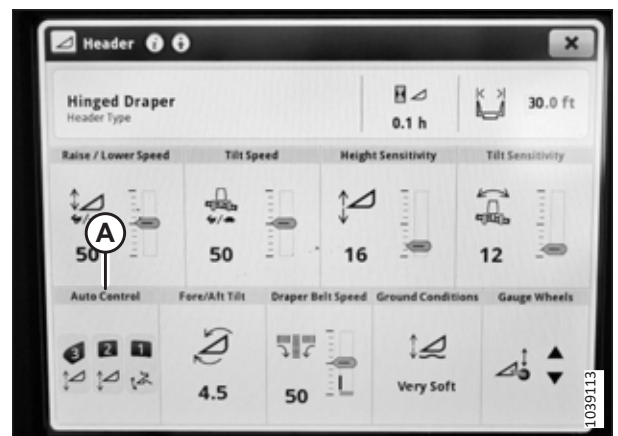 Header
Hinged Draper
Header Type
0.1 h
30.0 ft
Raise / Lower Speed
Tilt Speed
Height Sensitivity
Tilt Sensitivity
50
50
16
12
A
Auto Control
Fore/Aft Tilt
Draper Belt Speed
Ground Conditions
Gauge Wheels
3 2 1
4.5
50
Very Soft
1039113